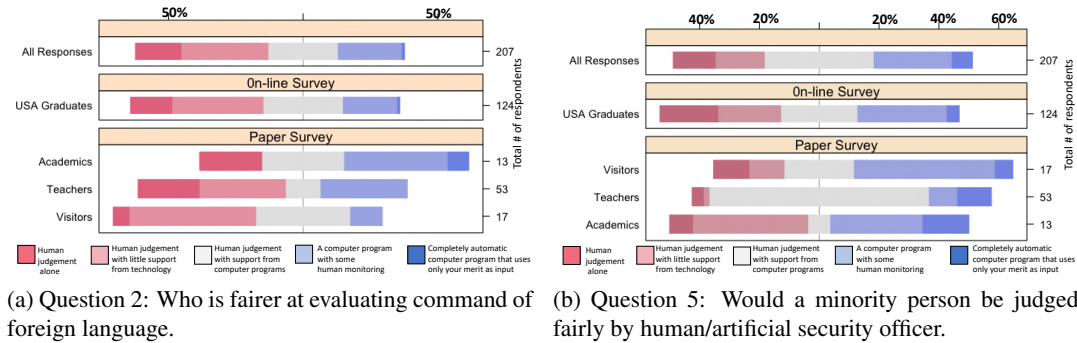 50% 50%
All Responses 207
0n-line Survey
USA Graduates 124
Paper Survey
Academics 13
Teachers 53
Visitors 17
Total # of respondents
Human judgement alone
Human judgement with little support from technology
Human judgement with support from computer programs
A computer program with some human monitoring
Completely automatic computer program that uses only your merit as input
(a) Question 2: Who is fairer at evaluating command of
foreign language.
40% 20% 20% 40% 60%
All Responses 207
0n-line Survey
USA Graduates 124
Paper Survey
Visitors 17
Teachers 53
Academics 13
Total # of respondents
Human judgement alone
Human judgement with little support from technology
Human judgement with support from computer programs
A computer program with some human monitoring
Completely automatic computer program that uses only your merit as input
(b) Question 5: Would a minority person be judged
fairly by human/artificial security officer.